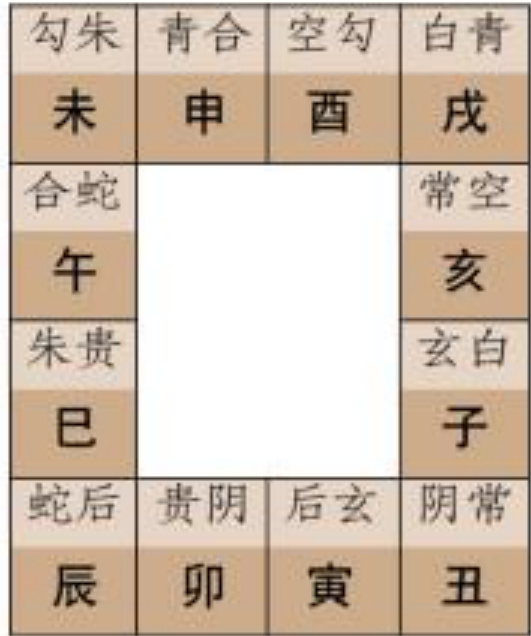 勾朱 青合 空勾 白青
未 申 酉 戌
合蛇 常空
午 亥
朱贵 玄白
巳 子
蛇后 贵阴 后玄 阴常
辰 卯 寅 丑